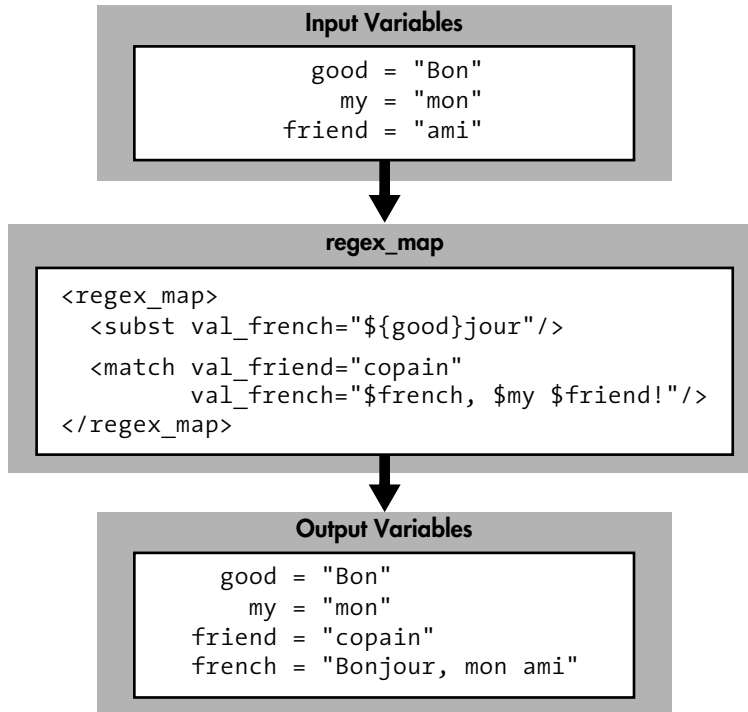 Input Variables
good = "Bon"
my = "mon"
friend = "ami"
regex_map
<regex_map>
<subst val_french="${good}jour"/>
<match val_friend="copain"
val_french="$french, $my $friend!"/>
</regex_map>
Output Variables
good = "Bon"
my = "mon"
friend = "copain"
french = "Bonjour, mon ami"